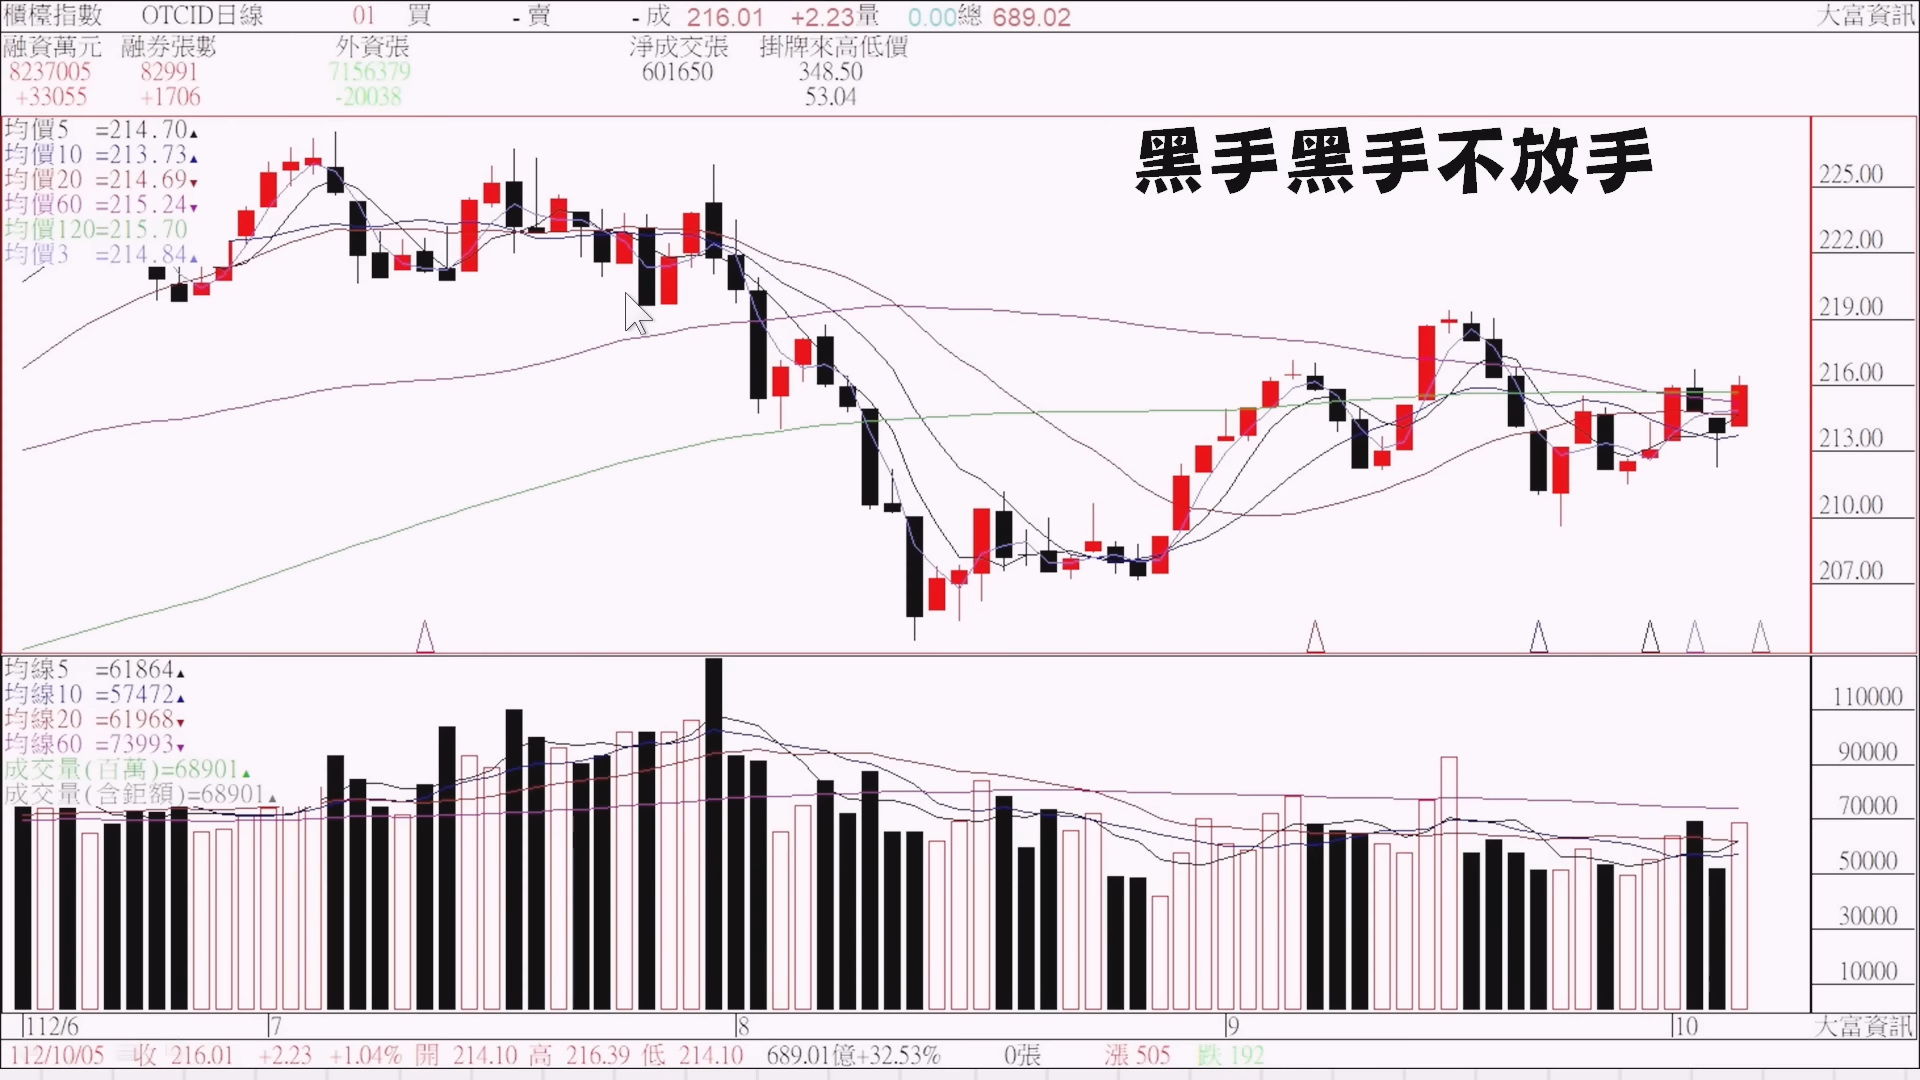 櫃檯指數 OTCID日線 01 買 - 賣 - 成 216.01 +2.23量 0.00總 689.02 大富資訊
融資萬元 融券張數 外資張 淨成交張 掛牌來高低價
8237005 82991 7156379 601650 348.50
+33055 +1706 -20038 53.04
黑手黑手不放手
均價5 =214.70▲
均價10 =213.73▲
均價20 =214.69▼
均價60 =215.24▼
均價120=215.70
均價3 =214.84▲
225.00
222.00
219.00
216.00
213.00
210.00
207.00
均線5 =61864▲
均線10 =57472▲
均線20 =61968▼
均線60 =73993▼
成交量(百萬)=68901▲
成交量(含鉅額)=68901▲
110000
90000
70000
50000
30000
10000
112/6 7 8 9 10 大富資訊
112/10/05 三 收 216.01 +2.23 +1.04% 開 214.10 高 216.39 低 214.10 689.01億+32.53% 0張 漲 505 跌 192